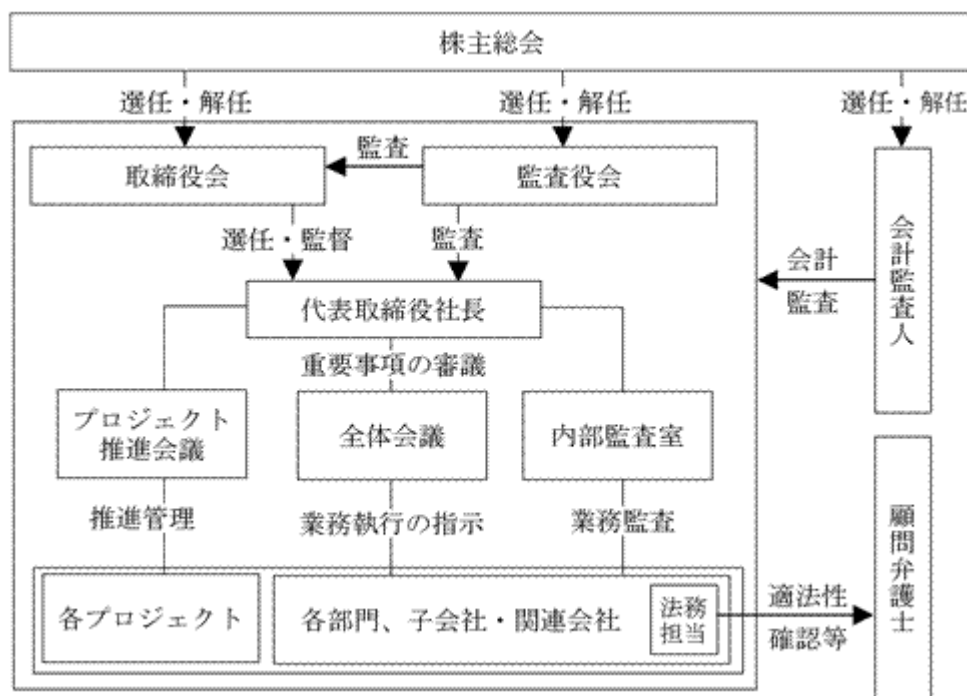 株主総会
選任・解任
選任・解任
選任・解任
取締役会
監査
監査役会
選任・監督
監査
会計監査人
会計
監査
代表取締役社長
重要事項の審議
プロジェクト
推進会議
全体会議
内部監査室
推進管理
業務執行の指示
業務監査
顧問弁護士
各プロジェクト
各部門、子会社・関連会社
法務
担当
適法性
確認等